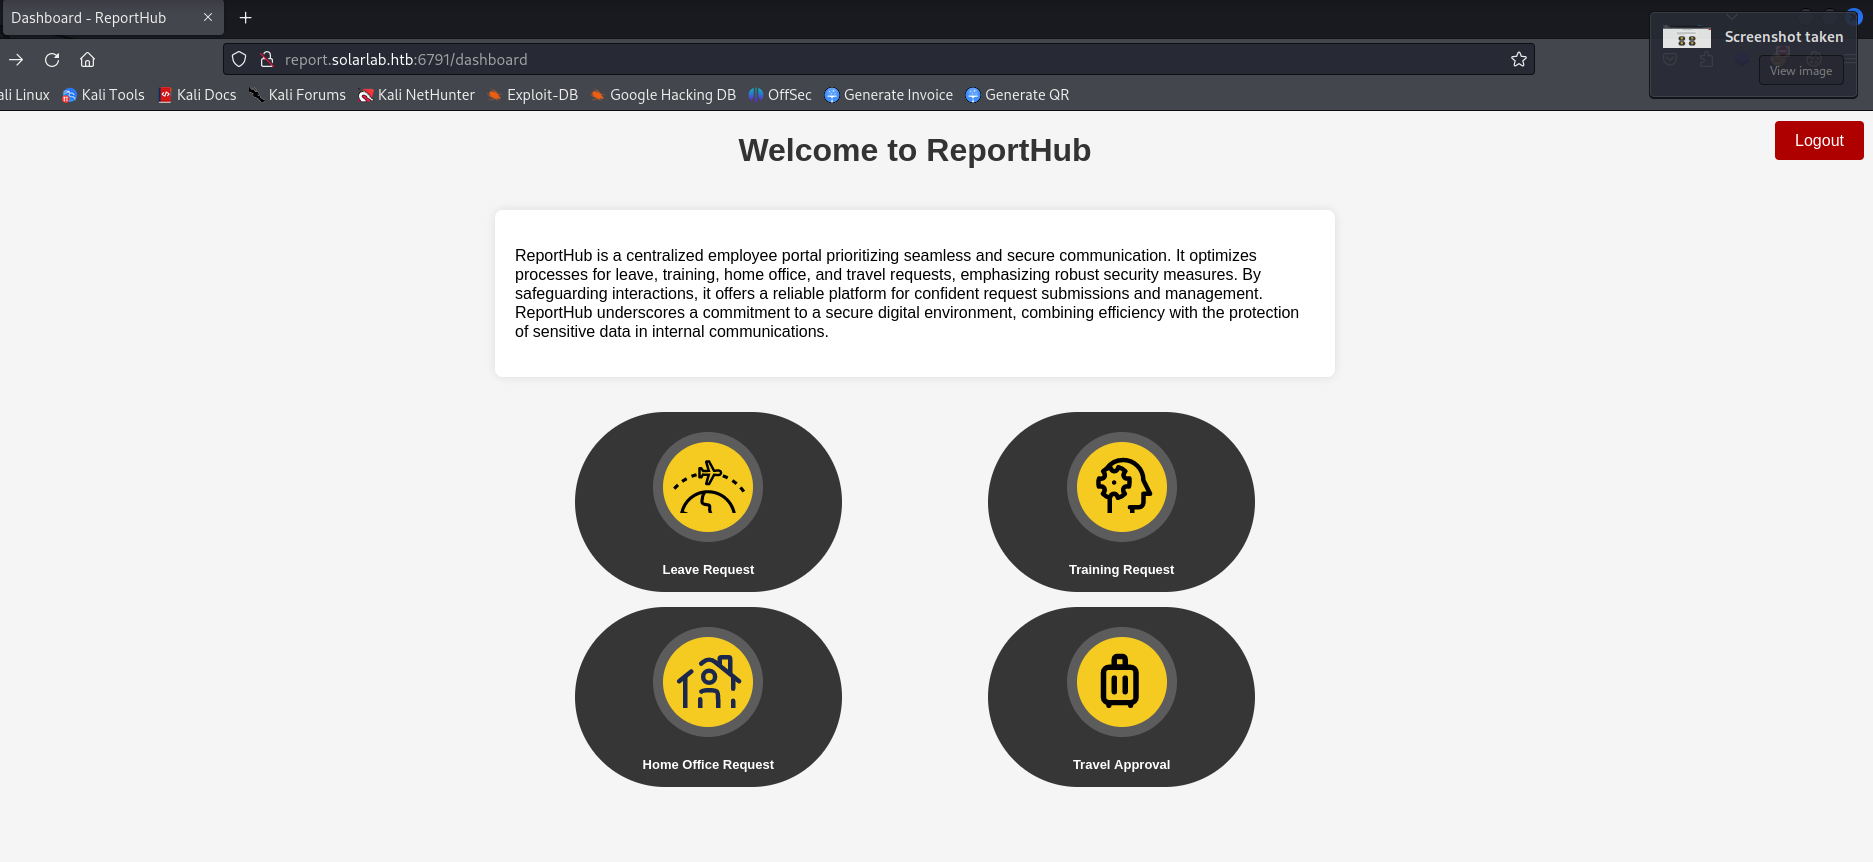 Dashboard - ReportHub
Screenshot taken
View image
report.solarlab.htb:6791/dashboard
ali Linux Kali Tools Kali Docs Kali Forums Kali NetHunter Exploit-DB Google Hacking DB OffSec Generate Invoice Generate QR
Logout
Welcome to ReportHub
ReportHub is a centralized employee portal prioritizing seamless and secure communication. It optimizes
processes for leave, training, home office, and travel requests, emphasizing robust security measures. By
safeguarding interactions, it offers a reliable platform for confident request submissions and management.
ReportHub underscores a commitment to a secure digital environment, combining efficiency with the protection
of sensitive data in internal communications.
Leave Request
Training Request
Home Office Request
Travel Approval